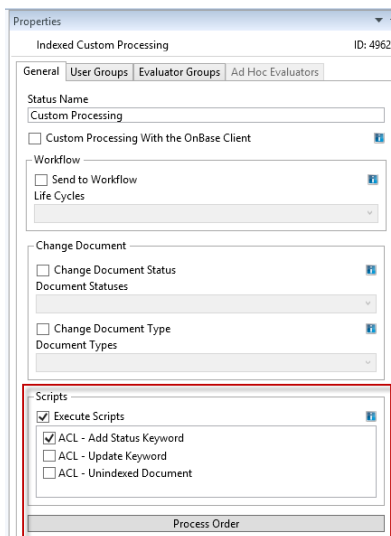 Properties
Indexed Custom Processing ID: 4962
General User Groups Evaluator Groups Ad Hoc Evaluators
Status Name
Custom Processing
Custom Processing With the OnBase Client
Workflow
Send to Workflow
Life Cycles
Change Document
Change Document Status
Document Statuses
Change Document Type
Document Types
Scripts
Execute Scripts
ACL - Add Status Keyword
ACL - Update Keyword
ACL - Unindexed Document
Process Order